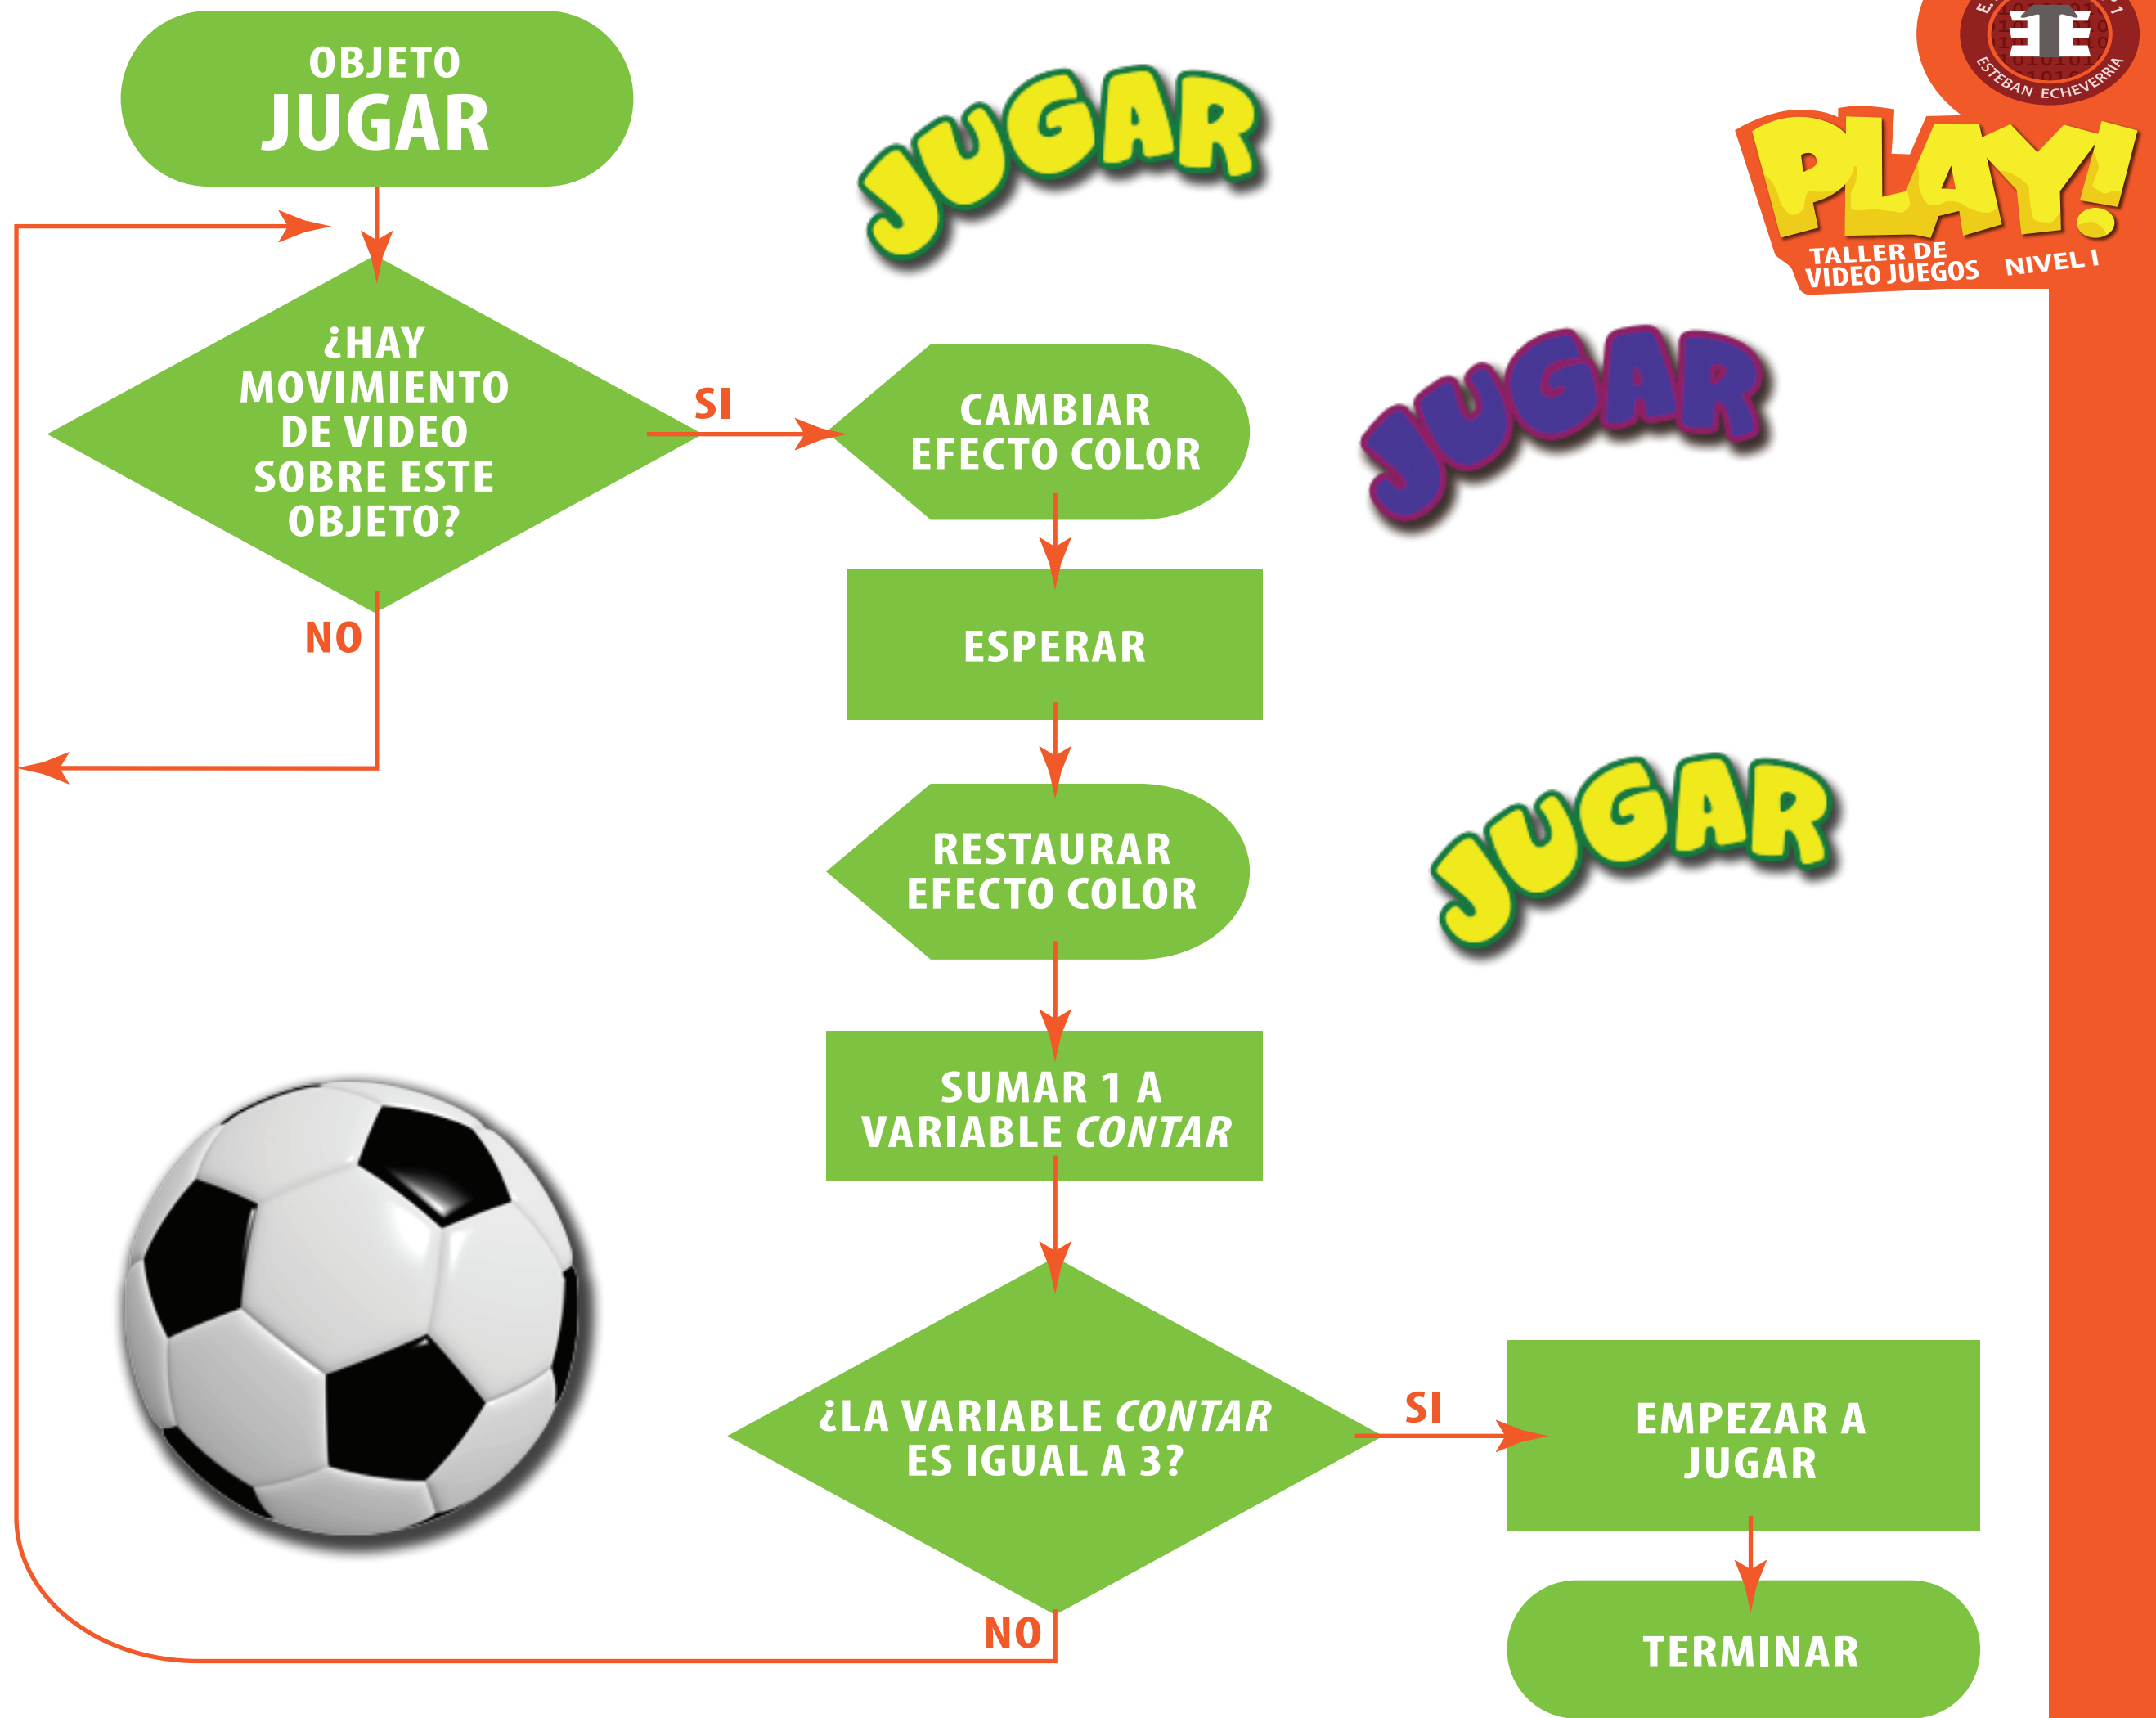 OBJETO
JUGAR
JUGAR
PLAY!
TALLER DE
VIDEO JUEGOS NIVEL I
ESTEBAN ECHEVERRIA
¿HAY
MOVIMIENTO
DE VIDEO
SOBRE ESTE
OBJETO?
SI
NO
CAMBIAR
EFECTO COLOR
JUGAR
ESPERAR
RESTAURAR
EFECTO COLOR
JUGAR
SUMAR 1 A
VARIABLE CONTAR
¿LA VARIABLE CONTAR
ES IGUAL A 3?
SI
NO
EMPEZAR A
JUGAR
TERMINAR